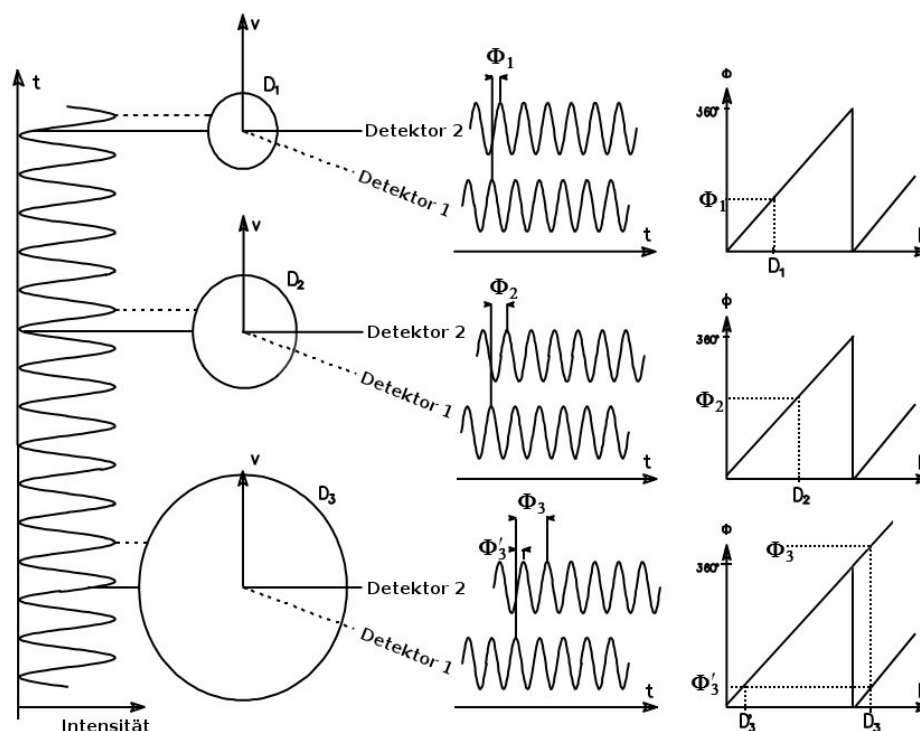 t
v
D₁
Detektor 2
Detektor 1
Φ₁
t
Φ
360°
Φ₁
D₁
v
D₂
Detektor 2
Detektor 1
Φ₂
t
Φ
360°
Φ₂
D₂
v
D₃
Detektor 2
Detektor 1
Φ₃
Φ′₃
t
Φ
360°
Φ₃
Φ′₃
D′₃
D₃
Intensität